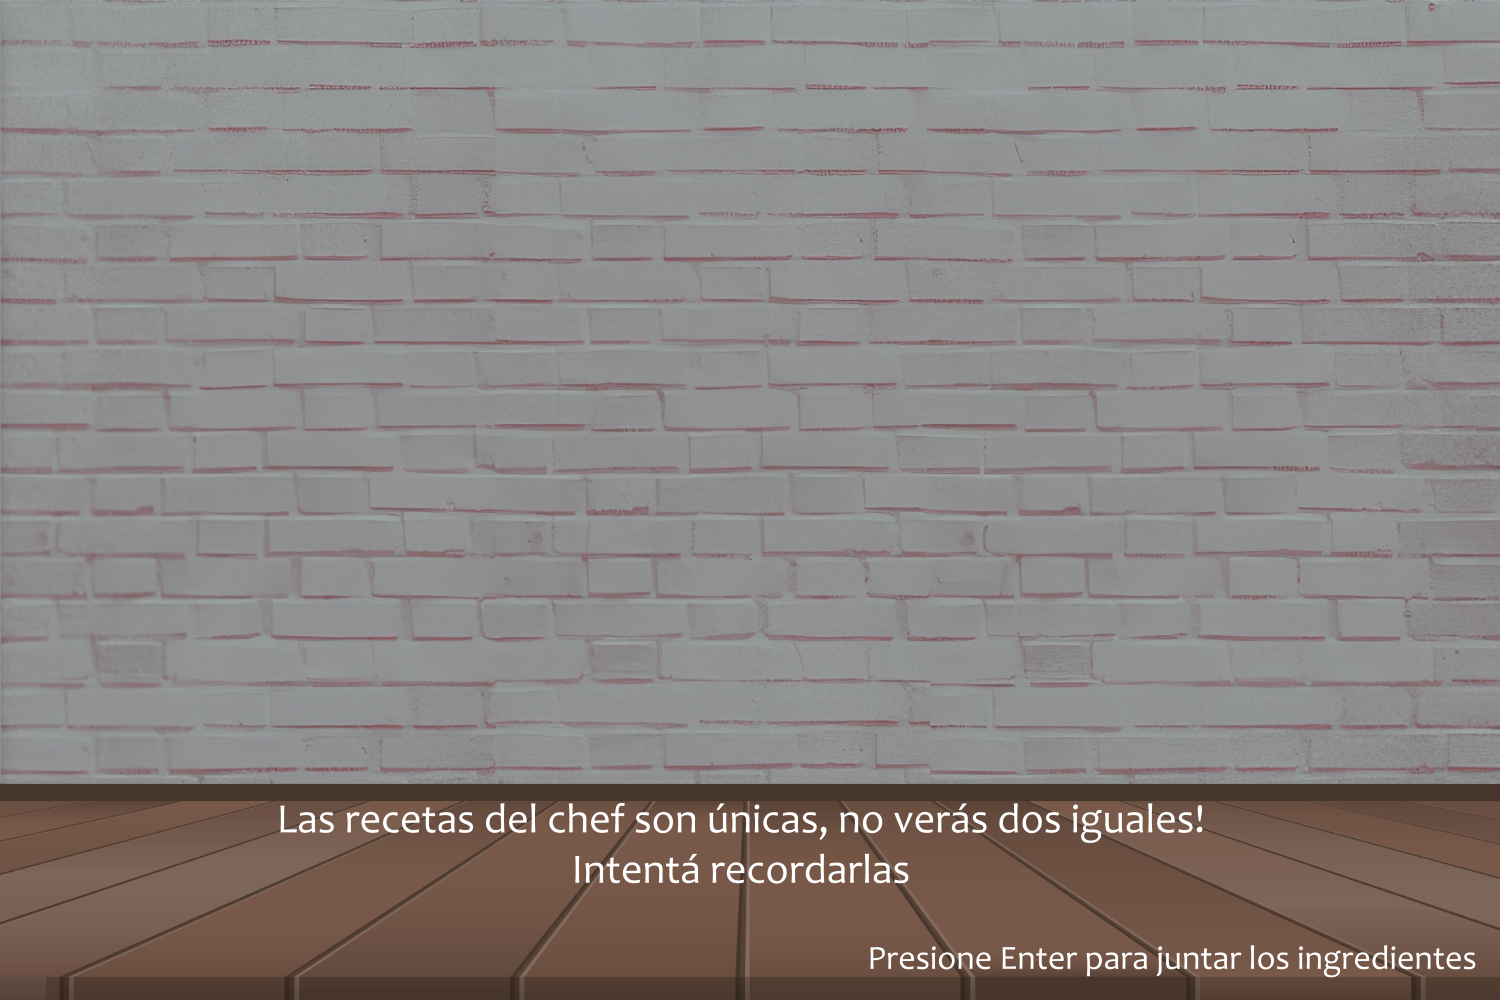 Las recetas del chef son únicas, no verás dos iguales!
Intentá recordarlas
Presione Enter para juntar los ingredientes